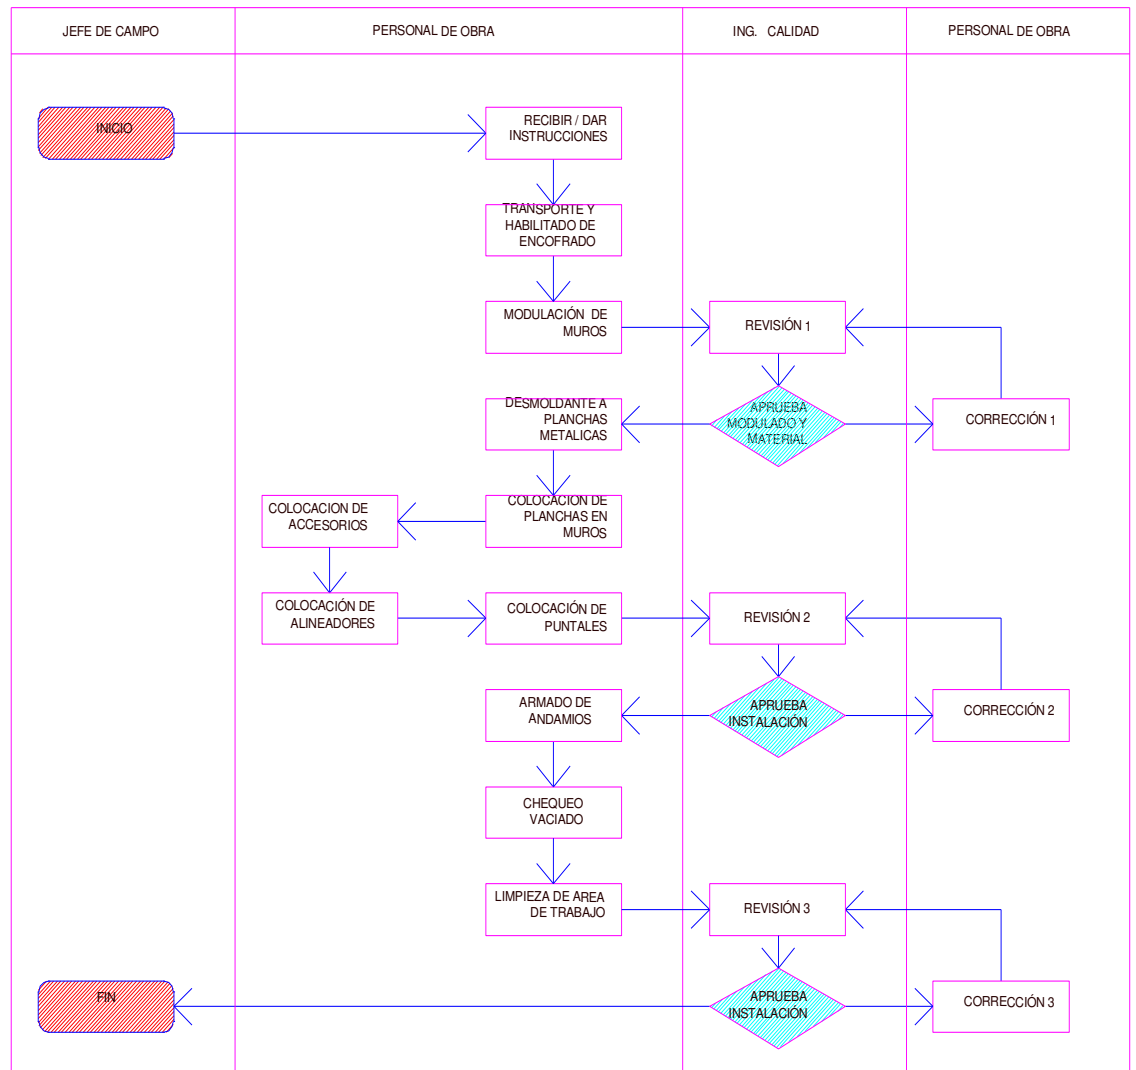 JEFE DE CAMPO
PERSONAL DE OBRA
ING. CALIDAD
PERSONAL DE OBRA
INICIO
RECIBIR / DAR
INSTRUCCIONES
TRANSPORTE Y
HABILITADO DE
ENCOFRADO
MODULACIÓN DE
MUROS
REVISIÓN 1
DESMOLDANTE A
PLANCHAS
METALICAS
APRUEBA
MODULADO Y
MATERIAL
CORRECCIÓN 1
COLOCACION DE
ACCESORIOS
COLOCACION DE
PLANCHAS EN
MUROS
COLOCACIÓN DE
ALINEADORES
COLOCACIÓN DE
PUNTALES
REVISIÓN 2
ARMADO DE
ANDAMIOS
APRUEBA
INSTALACIÓN
CORRECCIÓN 2
CHEQUEO
VACIADO
LIMPIEZA DE AREA
DE TRABAJO
REVISIÓN 3
FIN
APRUEBA
INSTALACIÓN
CORRECCIÓN 3